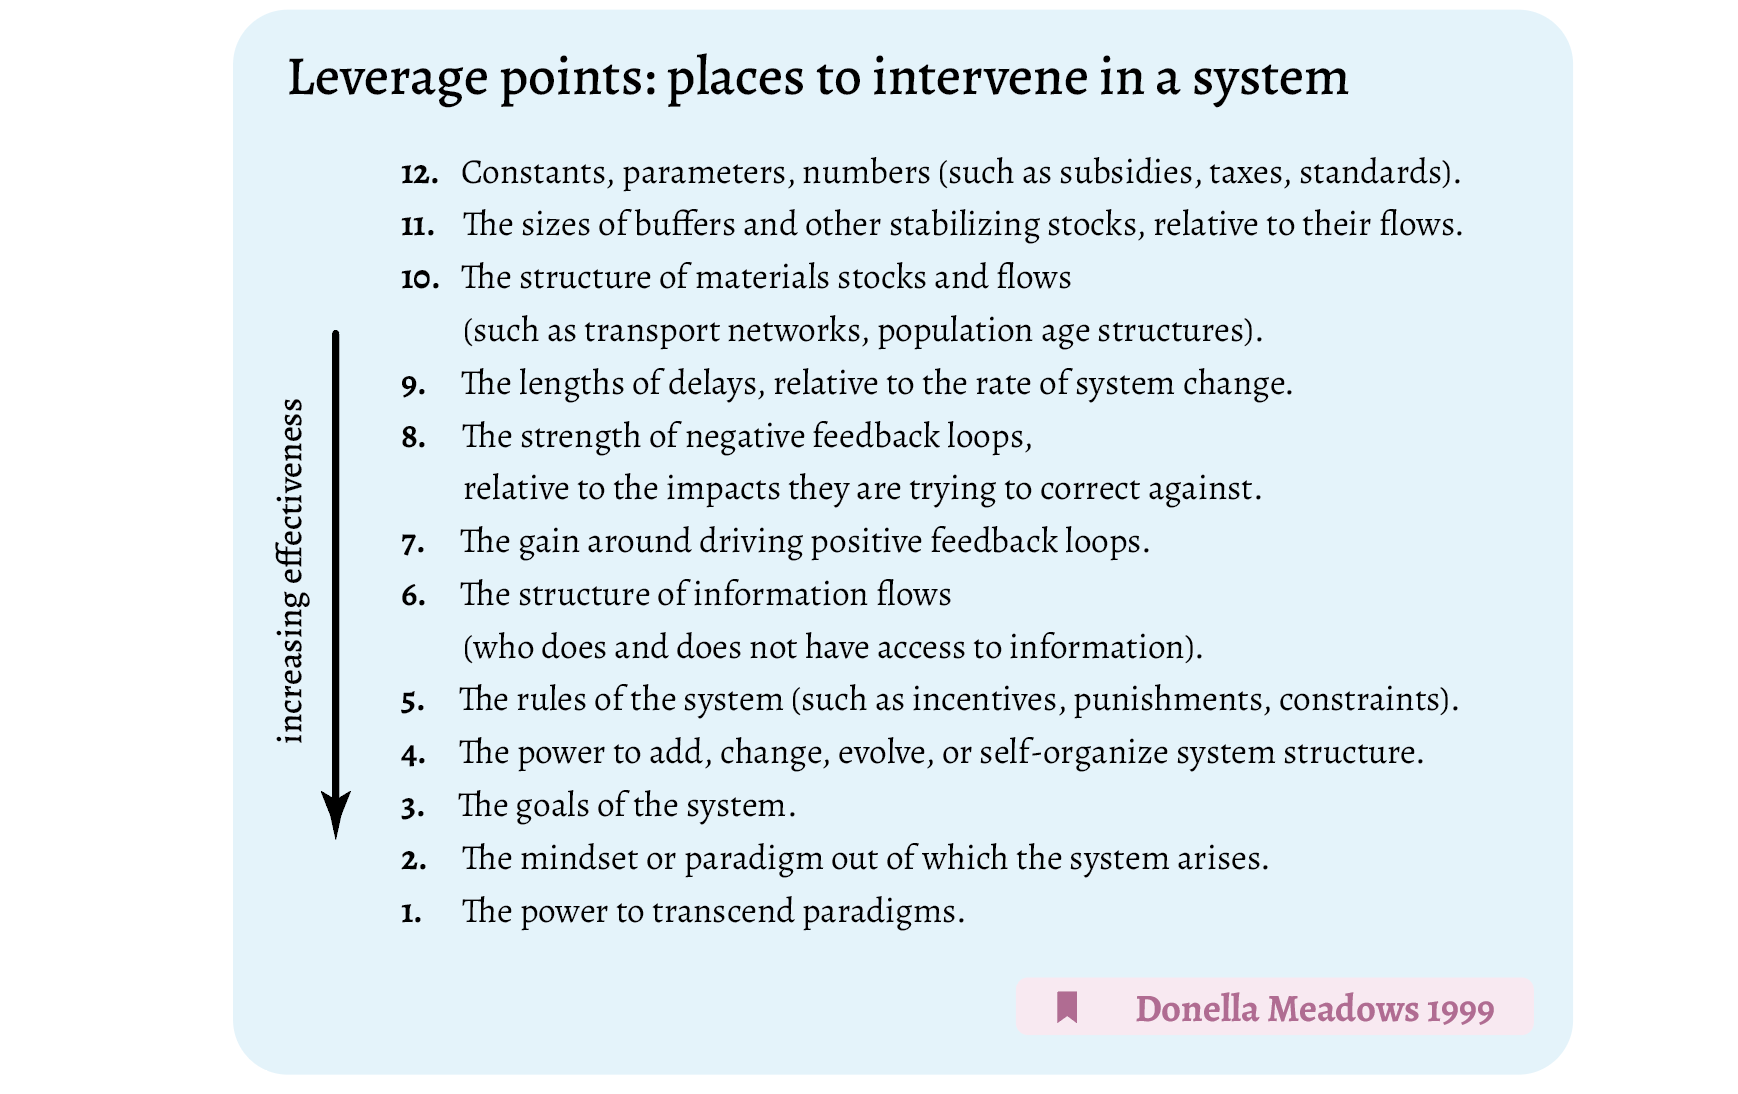 Leverage points: places to intervene in a system
12. Constants, parameters, numbers (such as subsidies, taxes, standards).
11. The sizes of buffers and other stabilizing stocks, relative to their flows.
10. The structure of materials stocks and flows
(such as transport networks, population age structures).
9. The lengths of delays, relative to the rate of system change.
8. The strength of negative feedback loops,
relative to the impacts they are trying to correct against.
7. The gain around driving positive feedback loops.
6. The structure of information flows
(who does and does not have access to information).
5. The rules of the system (such as incentives, punishments, constraints).
4. The power to add, change, evolve, or self-organize system structure.
3. The goals of the system.
2. The mindset or paradigm out of which the system arises.
1. The power to transcend paradigms.
increasing effectiveness
Donella Meadows 1999